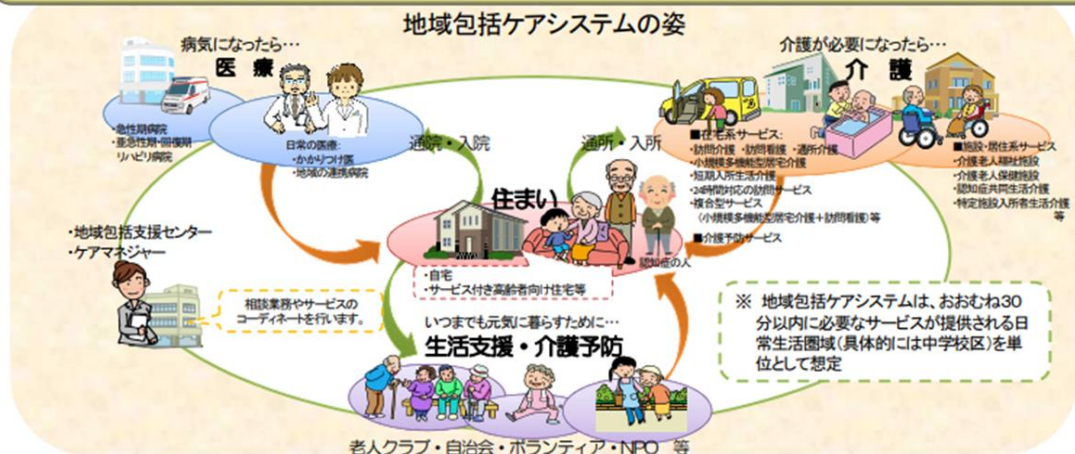 地域包括ケアシステムの姿
病気になったら…
医 療
・急性期病院
・亜急性期・回復期
リハビリ病院
日常の医療:
・かかりつけ医
・地域の連携病院
通院・入院
通所・入所
介護が必要になったら…
介 護
■在宅系サービス:
・訪問介護・訪問看護・通所介護
・小規模多機能型居宅介護
・短期入所生活介護
・24時間対応の訪問サービス
・複合型サービス
(小規模多機能型居宅介護+訪問看護)等
■介護予防サービス
■施設・居住系サービス
・介護老人福祉施設
・介護老人保健施設
・認知症共同生活介護
・特定施設入所者生活介護
等
住まい
認知症の人
・自宅
・サービス付き高齢者向け住宅等
・地域包括支援センター
・ケアマネジャー
相談業務やサービスの
コーディネートを行います。
いつまでも元気に暮らすために…
生活支援・介護予防
老人クラブ・自治会・ボランティア・NPO 等
※ 地域包括ケアシステムは、おおむね30
分以内に必要なサービスが提供される日
常生活圏域(具体的には中学校区)を単
位として想定